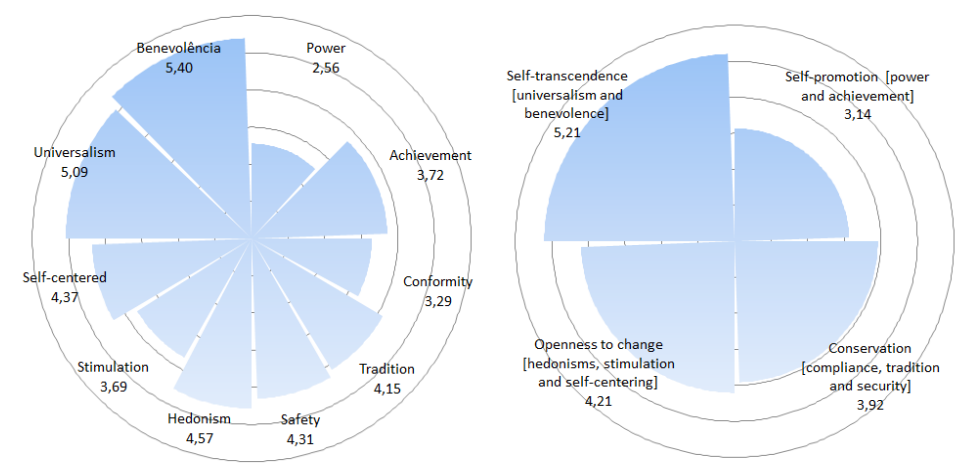 Benevolência
5,40
Power
2,56
Universalism
5,09
Achievement
3,72
Self-centered
4,37
Conformity
3,29
Stimulation
3,69
Tradition
4,15
Hedonism
4,57
Safety
4,31
Self-transcendence
[universalism and
benevolence]
5,21
Self-promotion [power
and achievement]
3,14
Openness to change
[hedonisms, stimulation
and self-centering]
4,21
Conservation
[compliance, tradition
and security]
3,92